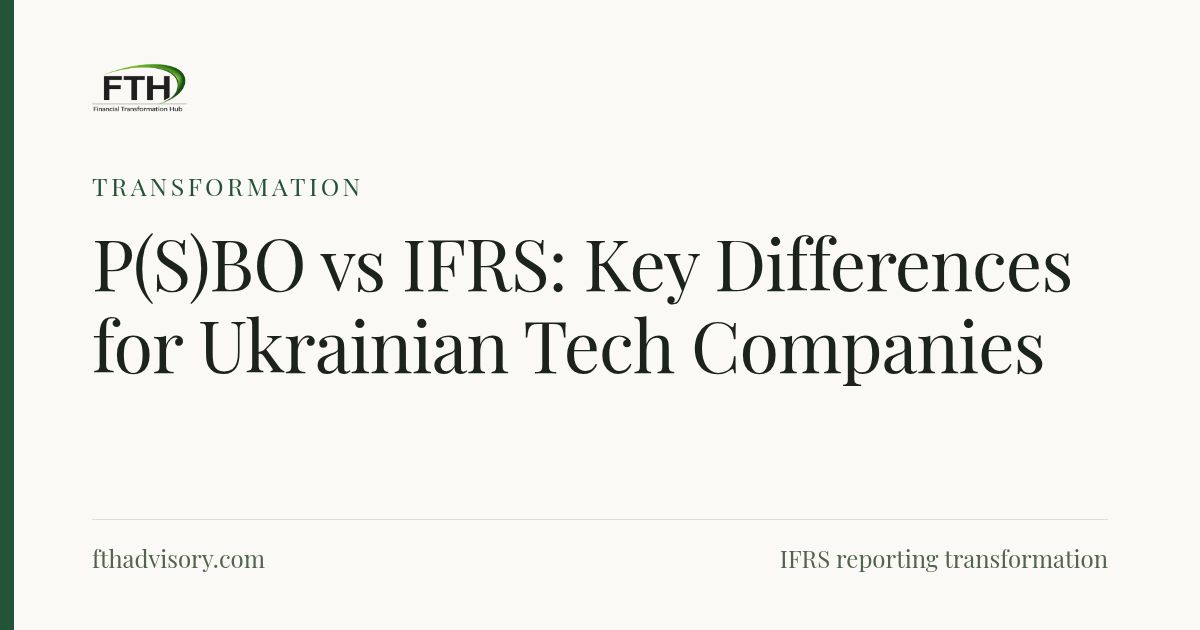 FTH
Financial Transformation Hub
TRANSFORMATION
P(S)BO vs IFRS: Key Differences
for Ukrainian Tech Companies
fthadvisory.com
IFRS reporting transformation